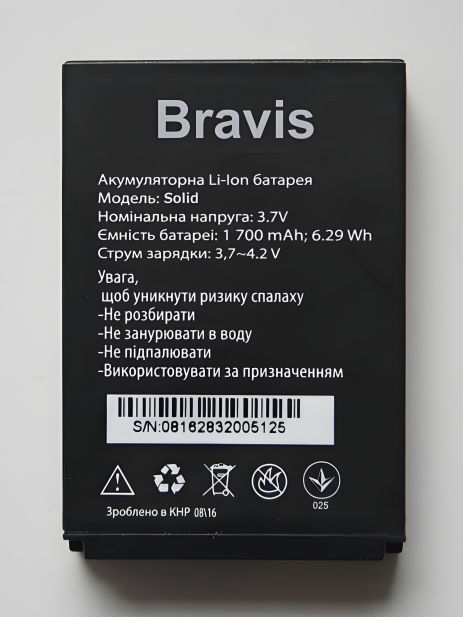 Bravis
Акумуляторна Li-Ion батарея
Модель: Solid
Номінальна напруга: 3.7V
Ємність батареї: 1 700 mAh; 6.29 Wh
Струм зарядки: 3,7~4.2 V
Увага,
щоб уникнути ризику спалаху
-Не розбирати
-Не занурювати в воду
-Не підпалювати
-Використовувати за призначенням
S/N:08162832005125
025
Зроблено в КНР 08\16